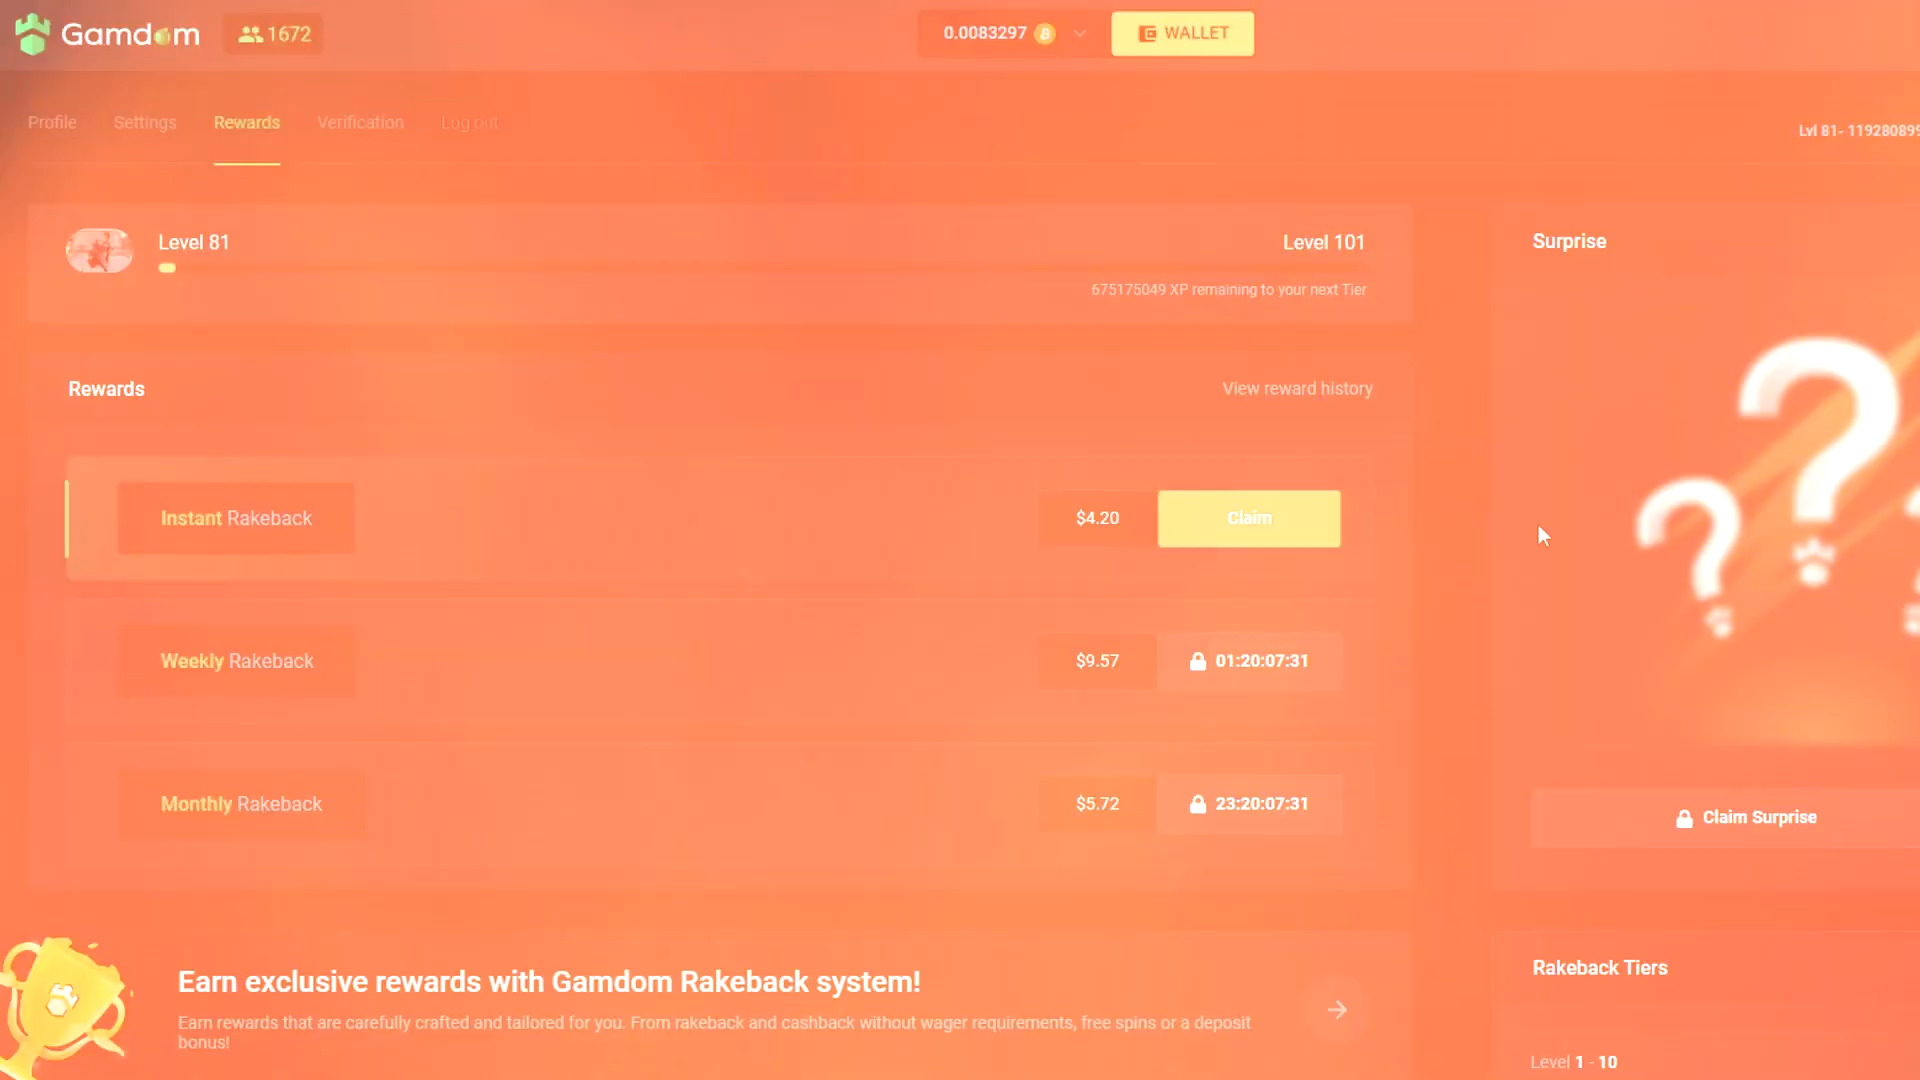 Gamdom
1672
0.0083297
WALLET
Profile
Settings
Rewards
Verification
Log out
Lvl 81- 119280899
Level 81
Level 101
675175049 XP remaining to your next Tier
Surprise
Rewards
View reward history
Instant Rakeback
$4.20
Claim
Weekly Rakeback
$9.57
01:20:07:31
Monthly Rakeback
$5.72
23:20:07:31
Claim Surprise
Earn exclusive rewards with Gamdom Rakeback system!
Earn rewards that are carefully crafted and tailored for you. From rakeback and cashback without wager requirements, free spins or a deposit
bonus!
Rakeback Tiers
Level 1 - 10